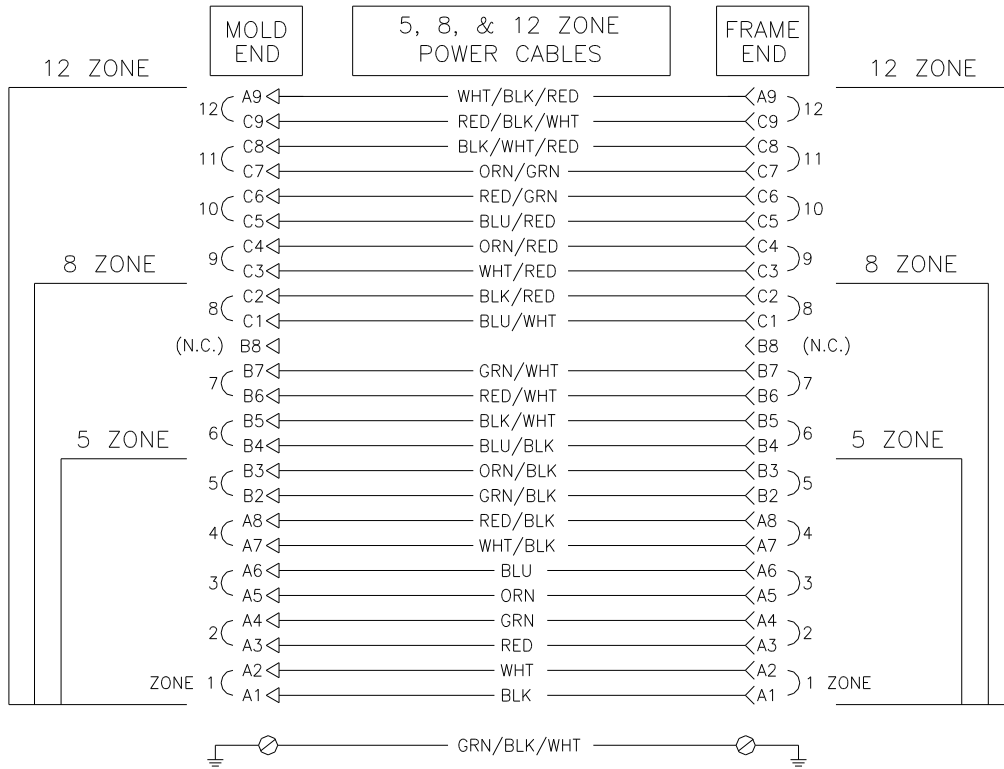 MOLD END
5, 8, & 12 ZONE POWER CABLES
FRAME END
12 ZONE 12 ZONE
12 A9 WHT/BLK/RED A9 12
C9 RED/BLK/WHT C9
11 C8 BLK/WHT/RED C8 11
C7 ORN/GRN C7
10 C6 RED/GRN C6 10
C5 BLU/RED C5
9 C4 ORN/RED C4 9
C3 WHT/RED C3
8 ZONE 8 ZONE
8 C2 BLK/RED C2 8
C1 BLU/WHT C1
(N.C.) B8 B8 (N.C.)
7 B7 GRN/WHT B7 7
B6 RED/WHT B6
6 B5 BLK/WHT B5 6
B4 BLU/BLK B4
5 ZONE 5 ZONE
5 B3 ORN/BLK B3 5
B2 GRN/BLK B2
4 A8 RED/BLK A8 4
A7 WHT/BLK A7
3 A6 BLU A6 3
A5 ORN A5
2 A4 GRN A4 2
A3 RED A3
ZONE 1 A2 WHT A2 1 ZONE
A1 BLK A1
GRN/BLK/WHT